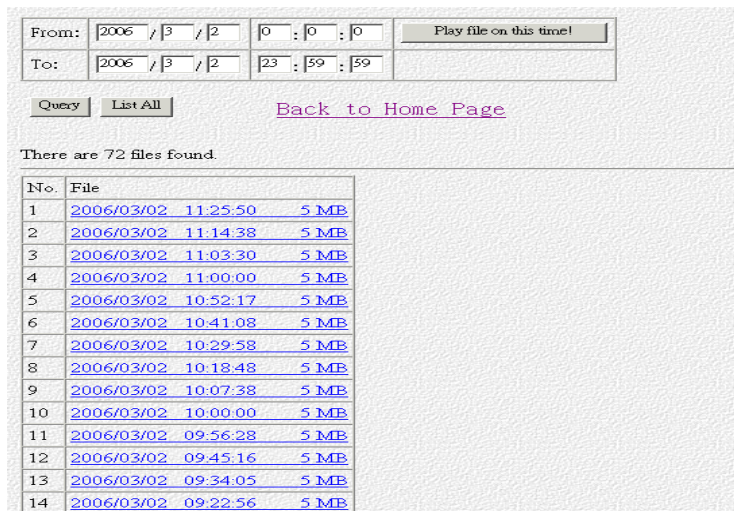 From: 2006 / 3 / 2 0 : 0 : 0 Play file on this time!
To: 2006 / 3 / 2 23 : 59 : 59
Query List All Back to Home Page
There are 72 files found.
No. File
1 2006/03/02 11:25:50 5 MB
2 2006/03/02 11:14:38 5 MB
3 2006/03/02 11:03:30 5 MB
4 2006/03/02 11:00:00 5 MB
5 2006/03/02 10:52:17 5 MB
6 2006/03/02 10:41:08 5 MB
7 2006/03/02 10:29:58 5 MB
8 2006/03/02 10:18:48 5 MB
9 2006/03/02 10:07:38 5 MB
10 2006/03/02 10:00:00 5 MB
11 2006/03/02 09:56:28 5 MB
12 2006/03/02 09:45:16 5 MB
13 2006/03/02 09:34:05 5 MB
14 2006/03/02 09:22:56 5 MB